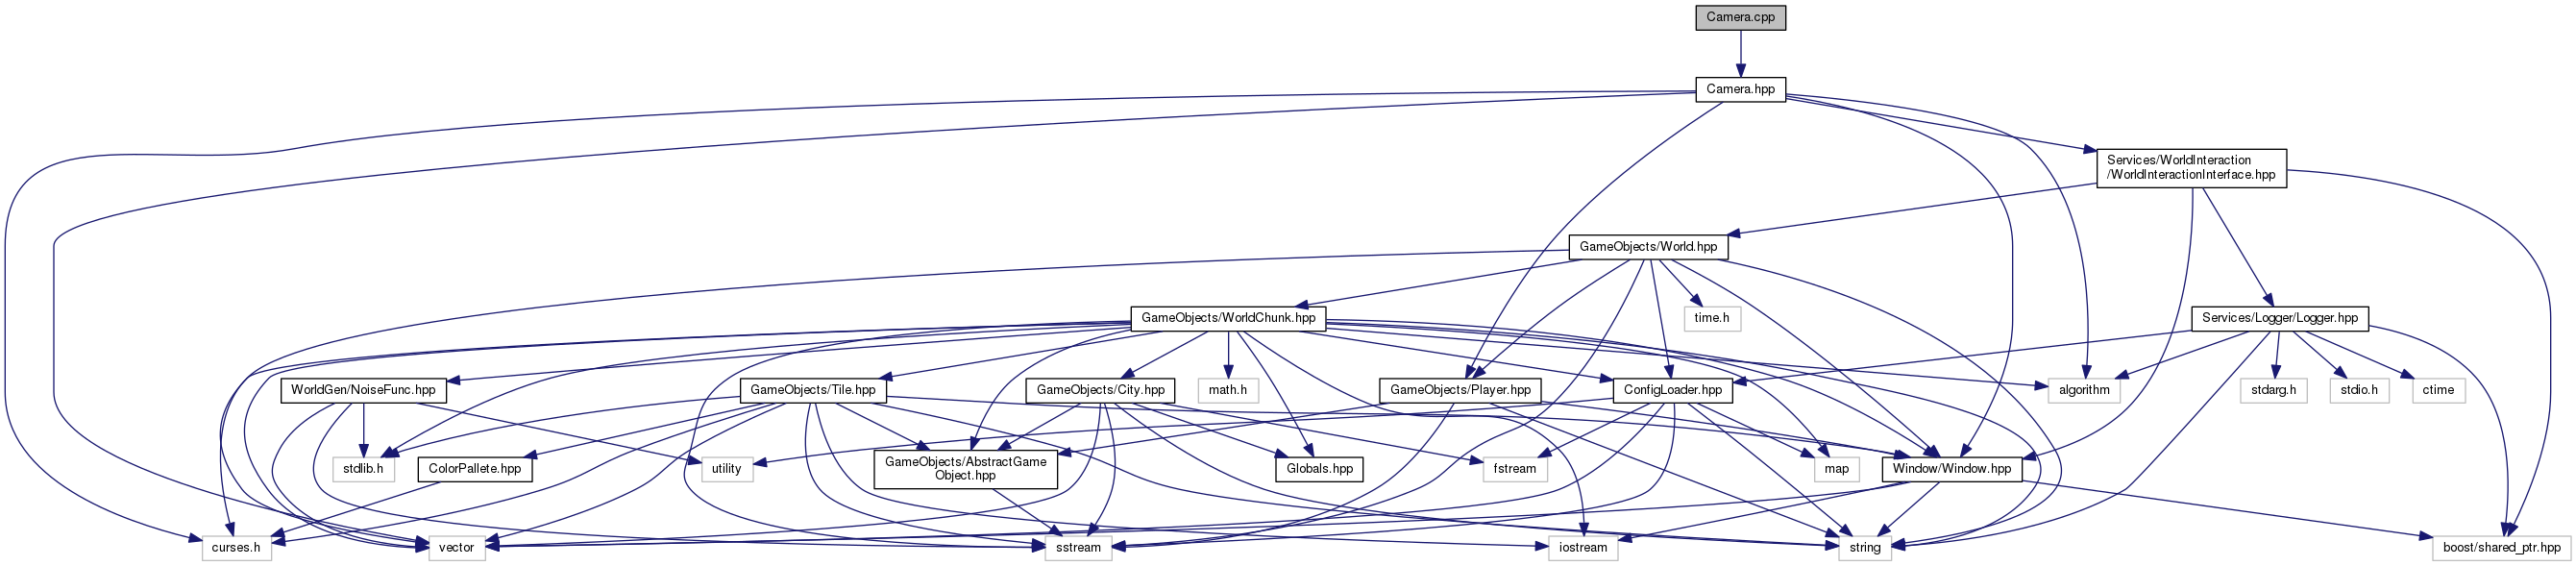 Camera.cpp
Camera.hpp
Services/WorldInteraction
/WorldInteractionInterface.hpp
GameObjects/World.hpp
GameObjects/WorldChunk.hpp
time.h
Services/Logger/Logger.hpp
WorldGen/NoiseFunc.hpp
GameObjects/Tile.hpp
GameObjects/City.hpp
math.h
GameObjects/Player.hpp
ConfigLoader.hpp
algorithm
stdarg.h
stdio.h
ctime
stdlib.h
ColorPallete.hpp
utility
GameObjects/AbstractGame
Object.hpp
Globals.hpp
fstream
map
Window/Window.hpp
curses.h
vector
sstream
iostream
string
boost/shared_ptr.hpp